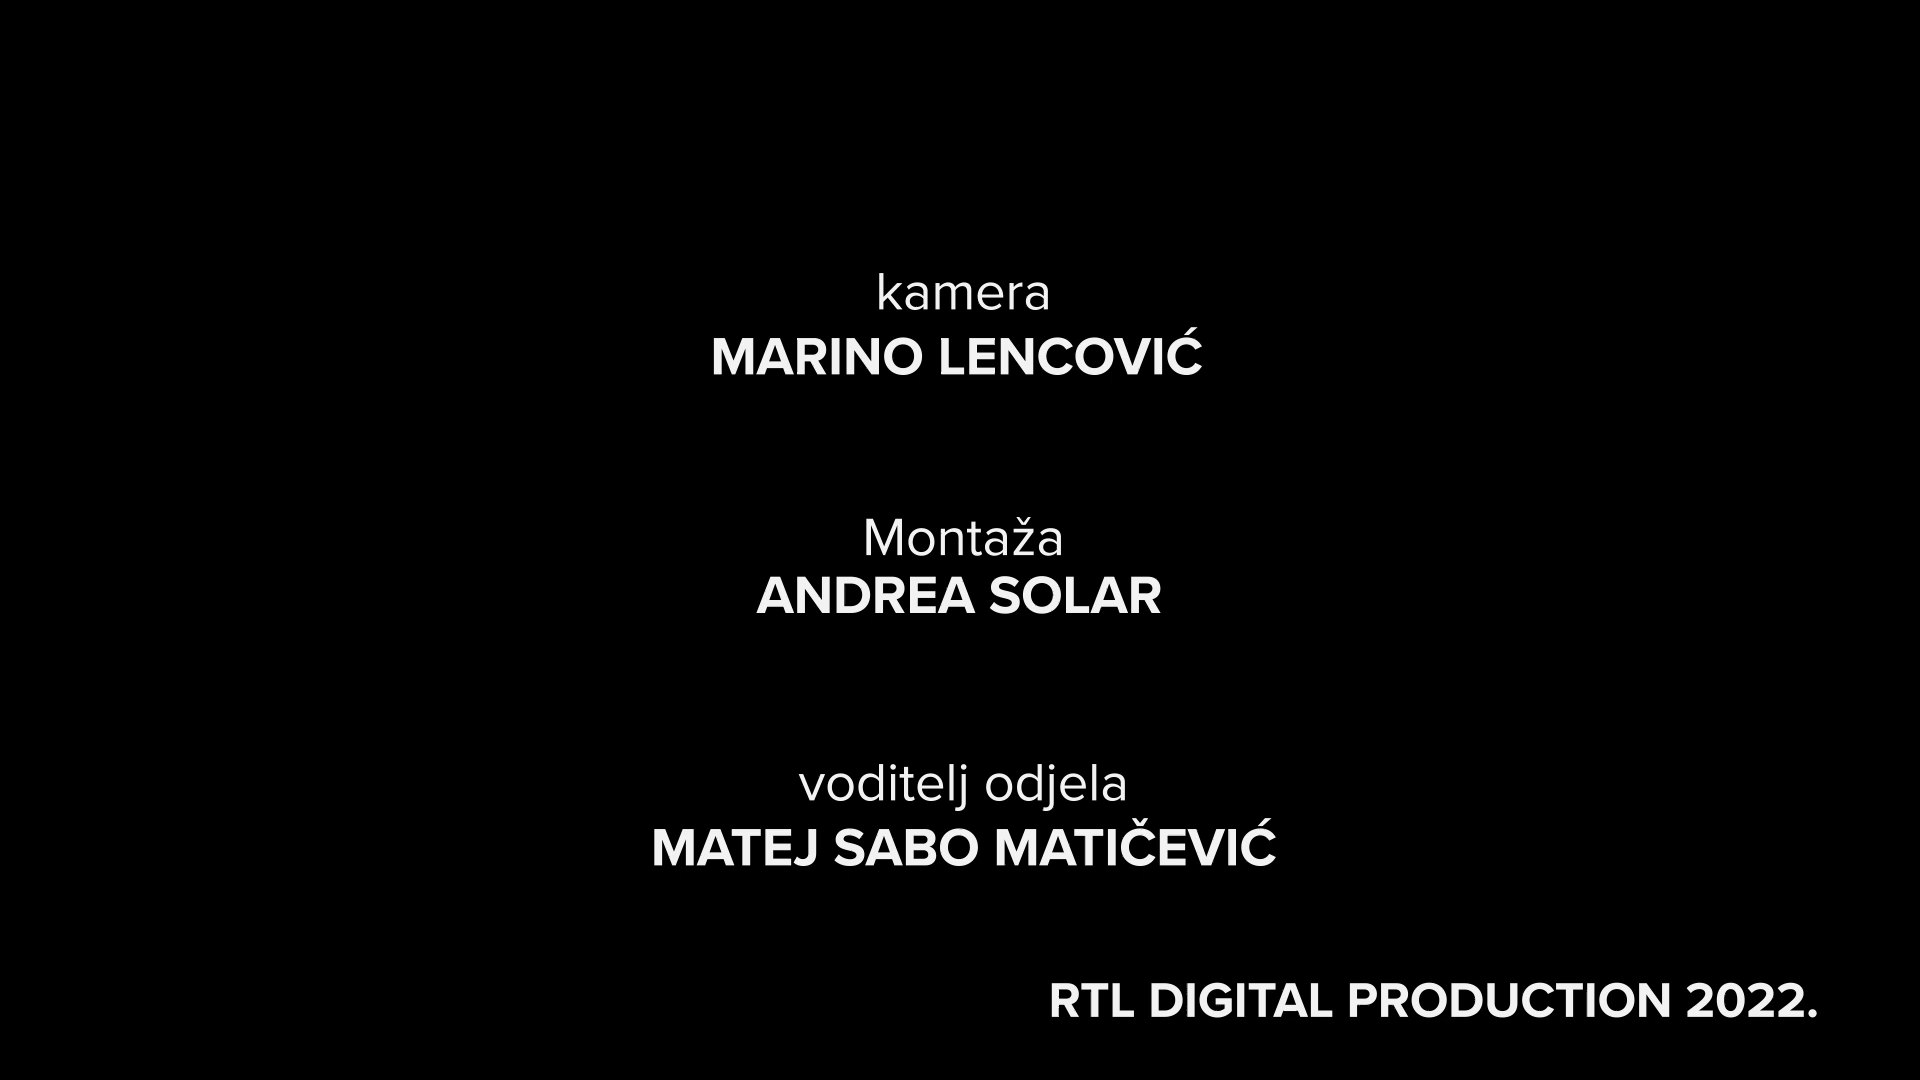 kamera
MARINO LENCOVIĆ
Montaža
ANDREA SOLAR
voditelj odjela
MATEJ SABO MATIČEVIĆ
RTL DIGITAL PRODUCTION 2022.